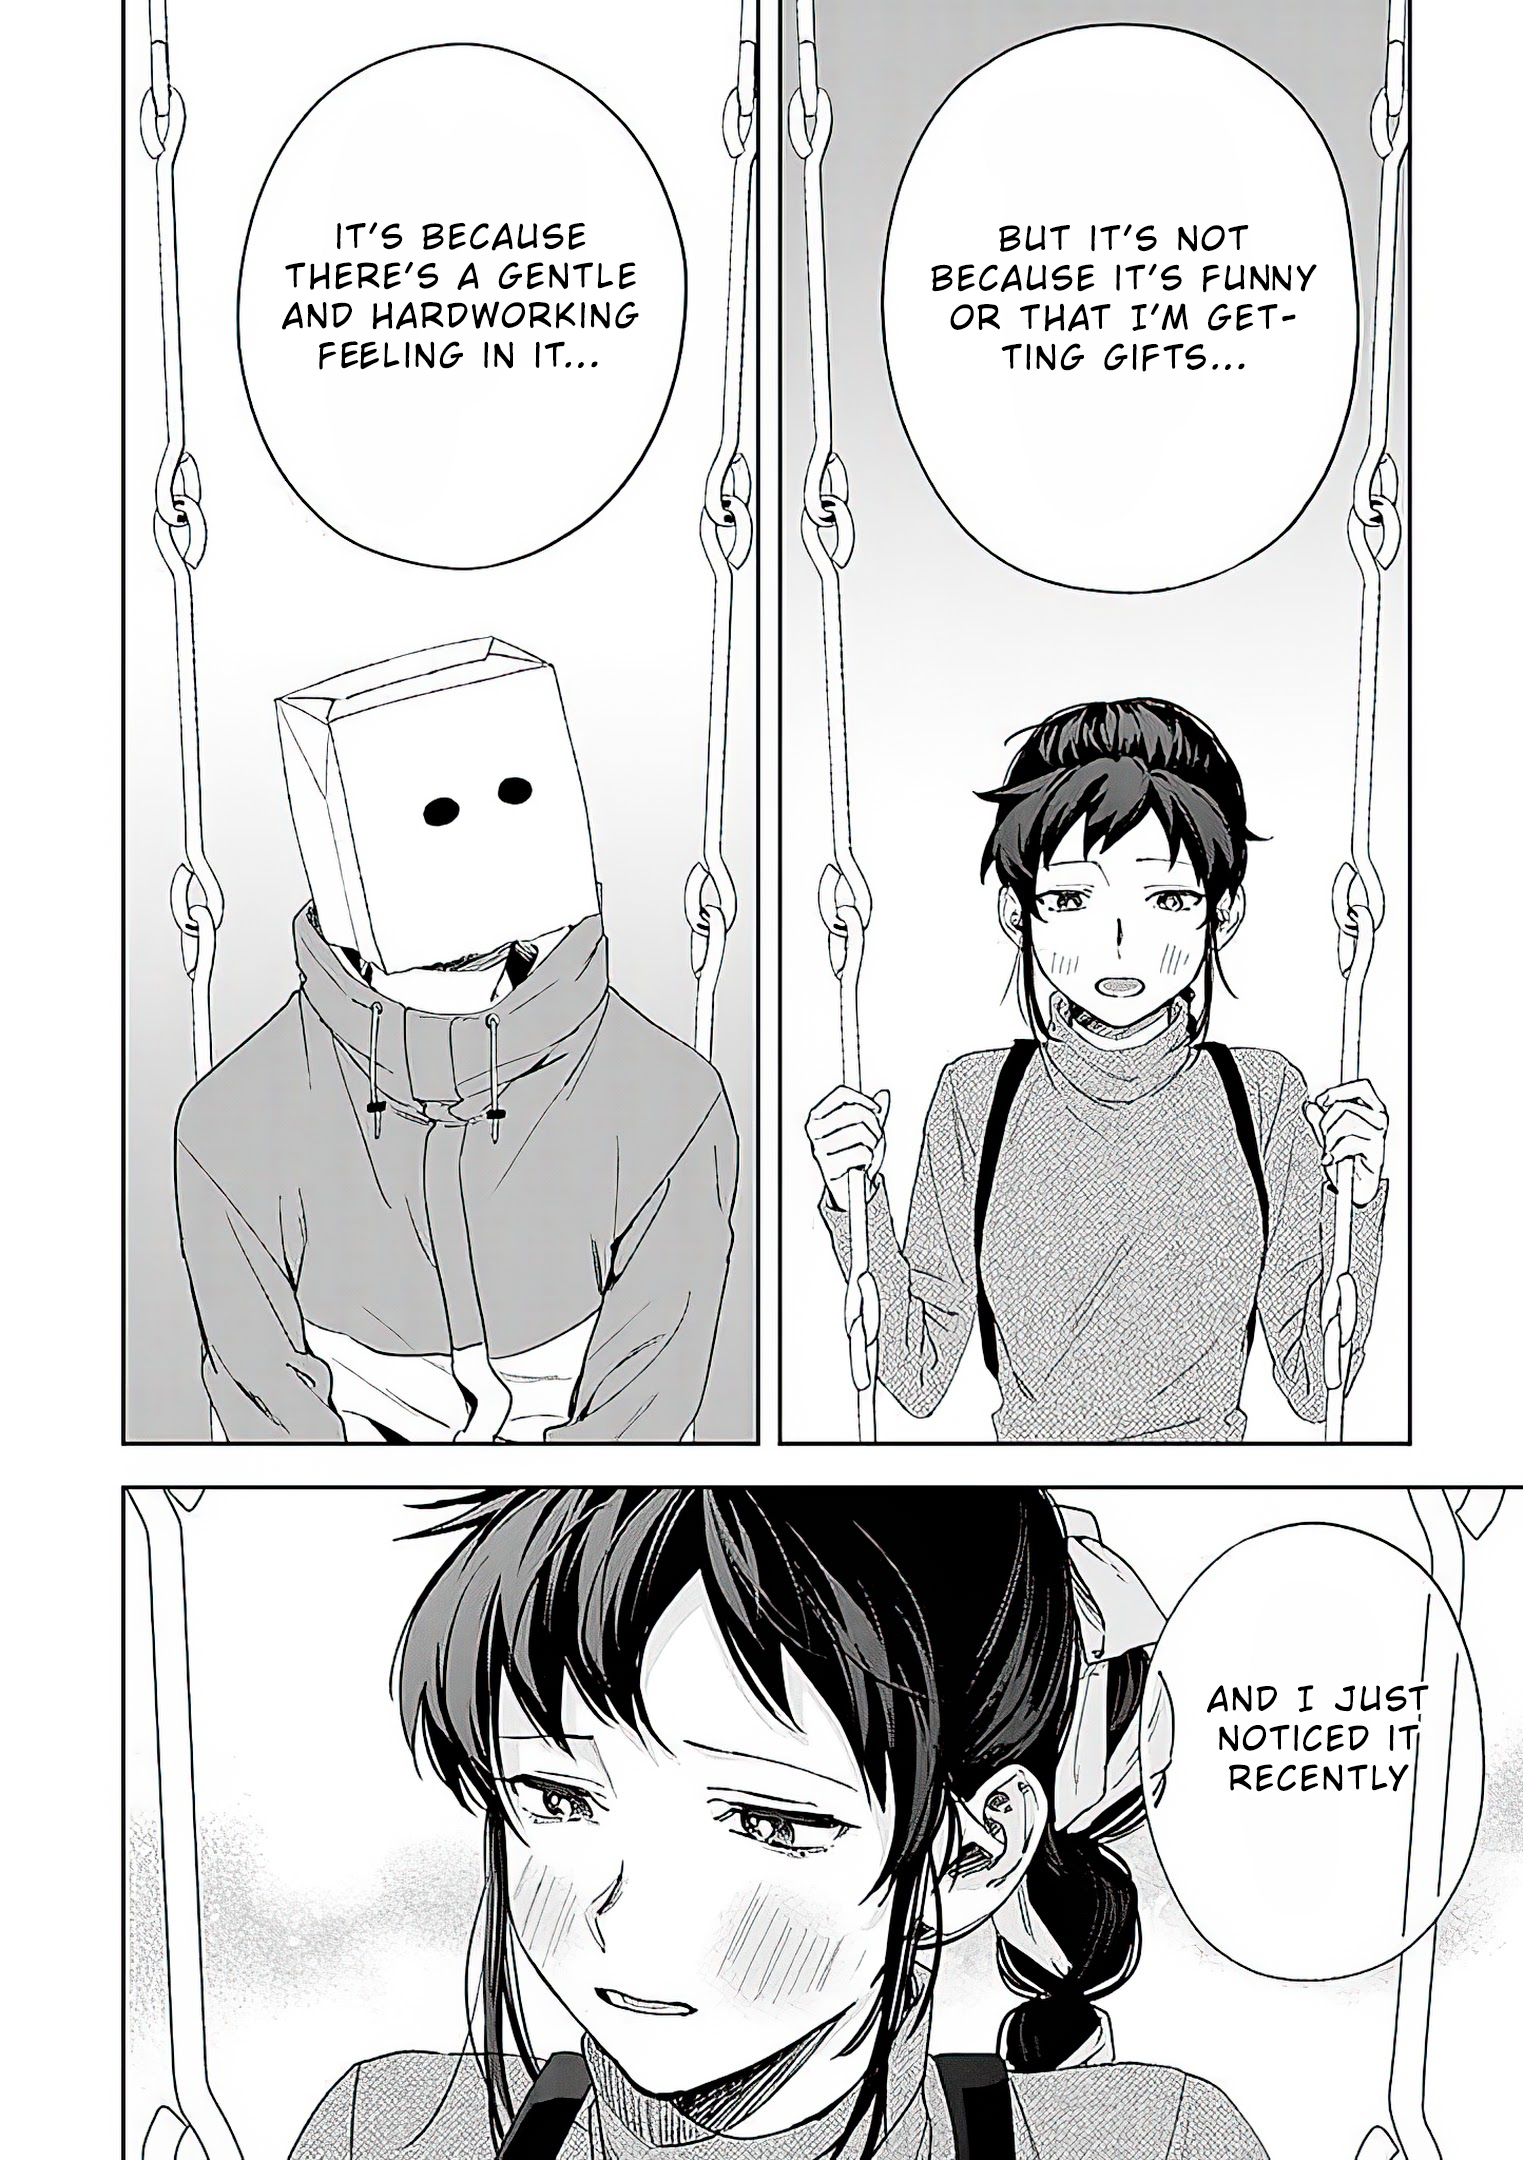 BUT IT'S NOT
BECAUSE IT'S FUNNY
OR THAT I'M GET-
TING GIFTS...
IT'S BECAUSE
THERE'S A GENTLE
AND HARDWORKING
FEELING IN IT...
AND I JUST
NOTICED IT
RECENTLY